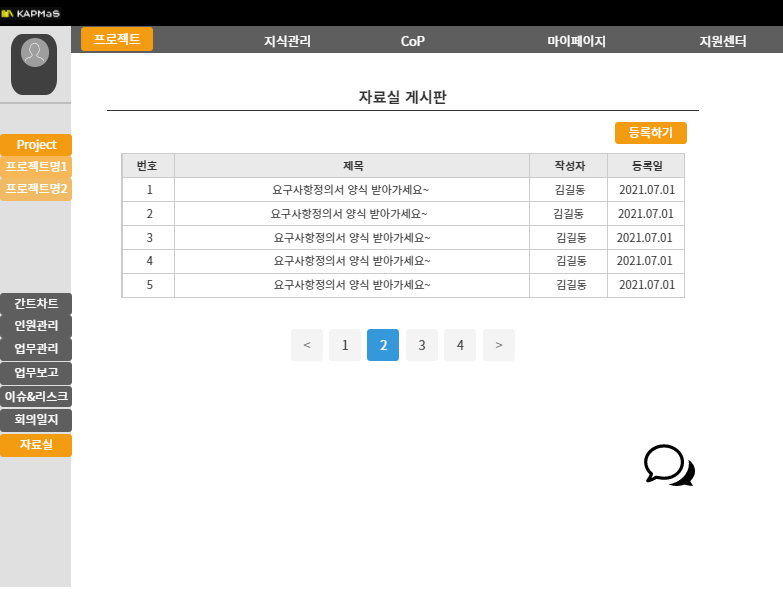 KAPMaS
프로젝트 지식관리 CoP 마이페이지 지원센터
자료실 게시판
등록하기
Project
프로젝트명1
프로젝트명2
번호 제목 작성자 등록일
1 요구사항정의서 양식 받아가세요~ 김길동 2021.07.01
2 요구사항정의서 양식 받아가세요~ 김길동 2021.07.01
3 요구사항정의서 양식 받아가세요~ 김길동 2021.07.01
4 요구사항정의서 양식 받아가세요~ 김길동 2021.07.01
5 요구사항정의서 양식 받아가세요~ 김길동 2021.07.01
< 1 2 3 4 >
간트차트
인원관리
업무관리
업무보고
이슈&리스크
회의일지
자료실